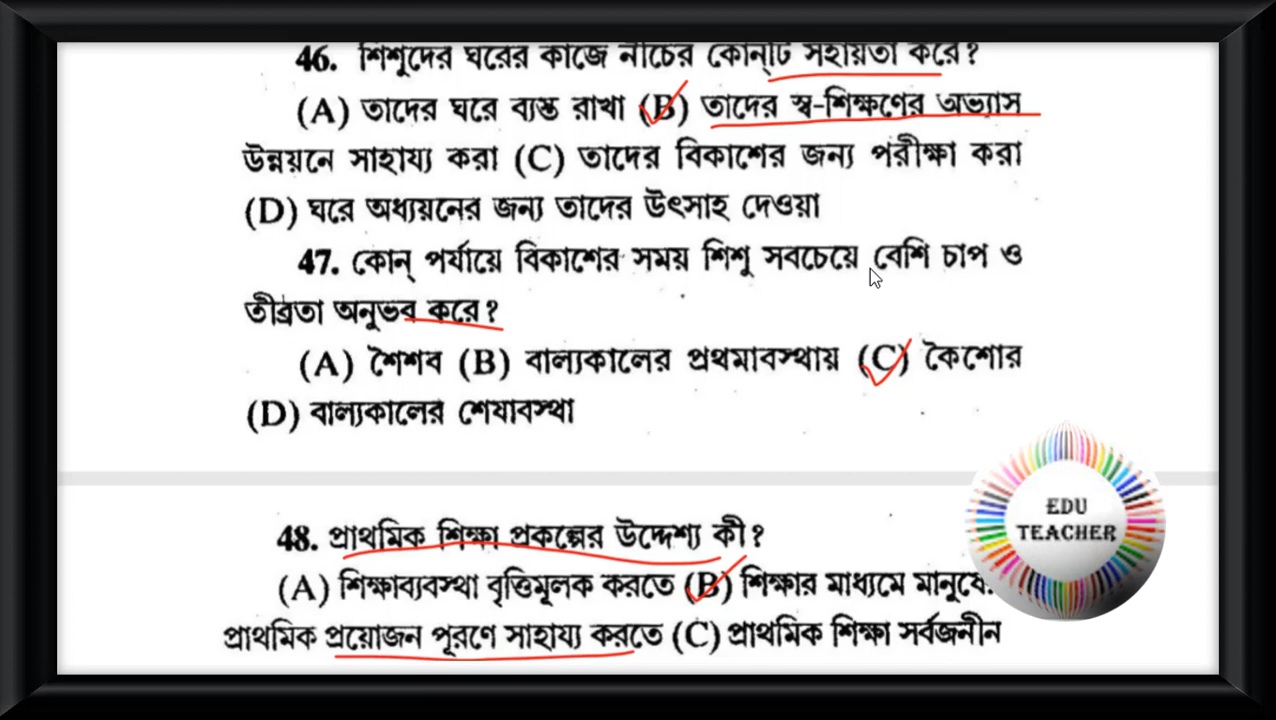 46. শিশুদের ঘরের কাজে নীচের কোন্‌টি সহায়তা করে?
(A) তাদের ঘরে ব্যস্ত রাখা (B) তাদের স্ব-শিক্ষণের অভ্যাস
উন্নয়নে সাহায্য করা (C) তাদের বিকাশের জন্য পরীক্ষা করা
(D) ঘরে অধ্যয়নের জন্য তাদের উৎসাহ দেওয়া
47. কোন্ পর্যায়ে বিকাশের সময় শিশু সবচেয়ে বেশি চাপ ও
তীব্রতা অনুভব করে?
(A) শৈশব (B) বাল্যকালের প্রথমাবস্থায় (C) কৈশোর
(D) বাল্যকালের শেষাবস্থা
48. প্রাথমিক শিক্ষা প্রকল্পের উদ্দেশ্য কী?
(A) শিক্ষাব্যবস্থা বৃত্তিমূলক করতে (B) শিক্ষার মাধ্যমে
প্রাথমিক প্রয়োজন পূরণে সাহায্য করতে (C) প্রাথমিক শিক্ষা সর্বজনীন
EDU
TEACHER